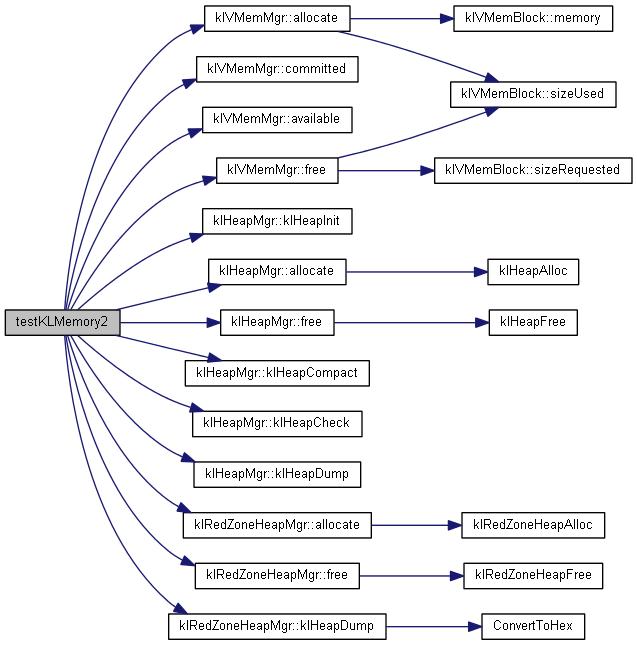 klVMemMgr::allocate
klVMemBlock::memory
klVMemMgr::committed
klVMemBlock::sizeUsed
klVMemMgr::available
klVMemMgr::free
klVMemBlock::sizeRequested
klHeapMgr::klHeapInit
klHeapMgr::allocate
klHeapAlloc
testKLMemory2
klHeapMgr::free
klHeapFree
klHeapMgr::klHeapCompact
klHeapMgr::klHeapCheck
klHeapMgr::klHeapDump
klRedZoneHeapMgr::allocate
klRedZoneHeapAlloc
klRedZoneHeapMgr::free
klRedZoneHeapFree
klRedZoneHeapMgr::klHeapDump
ConvertToHex